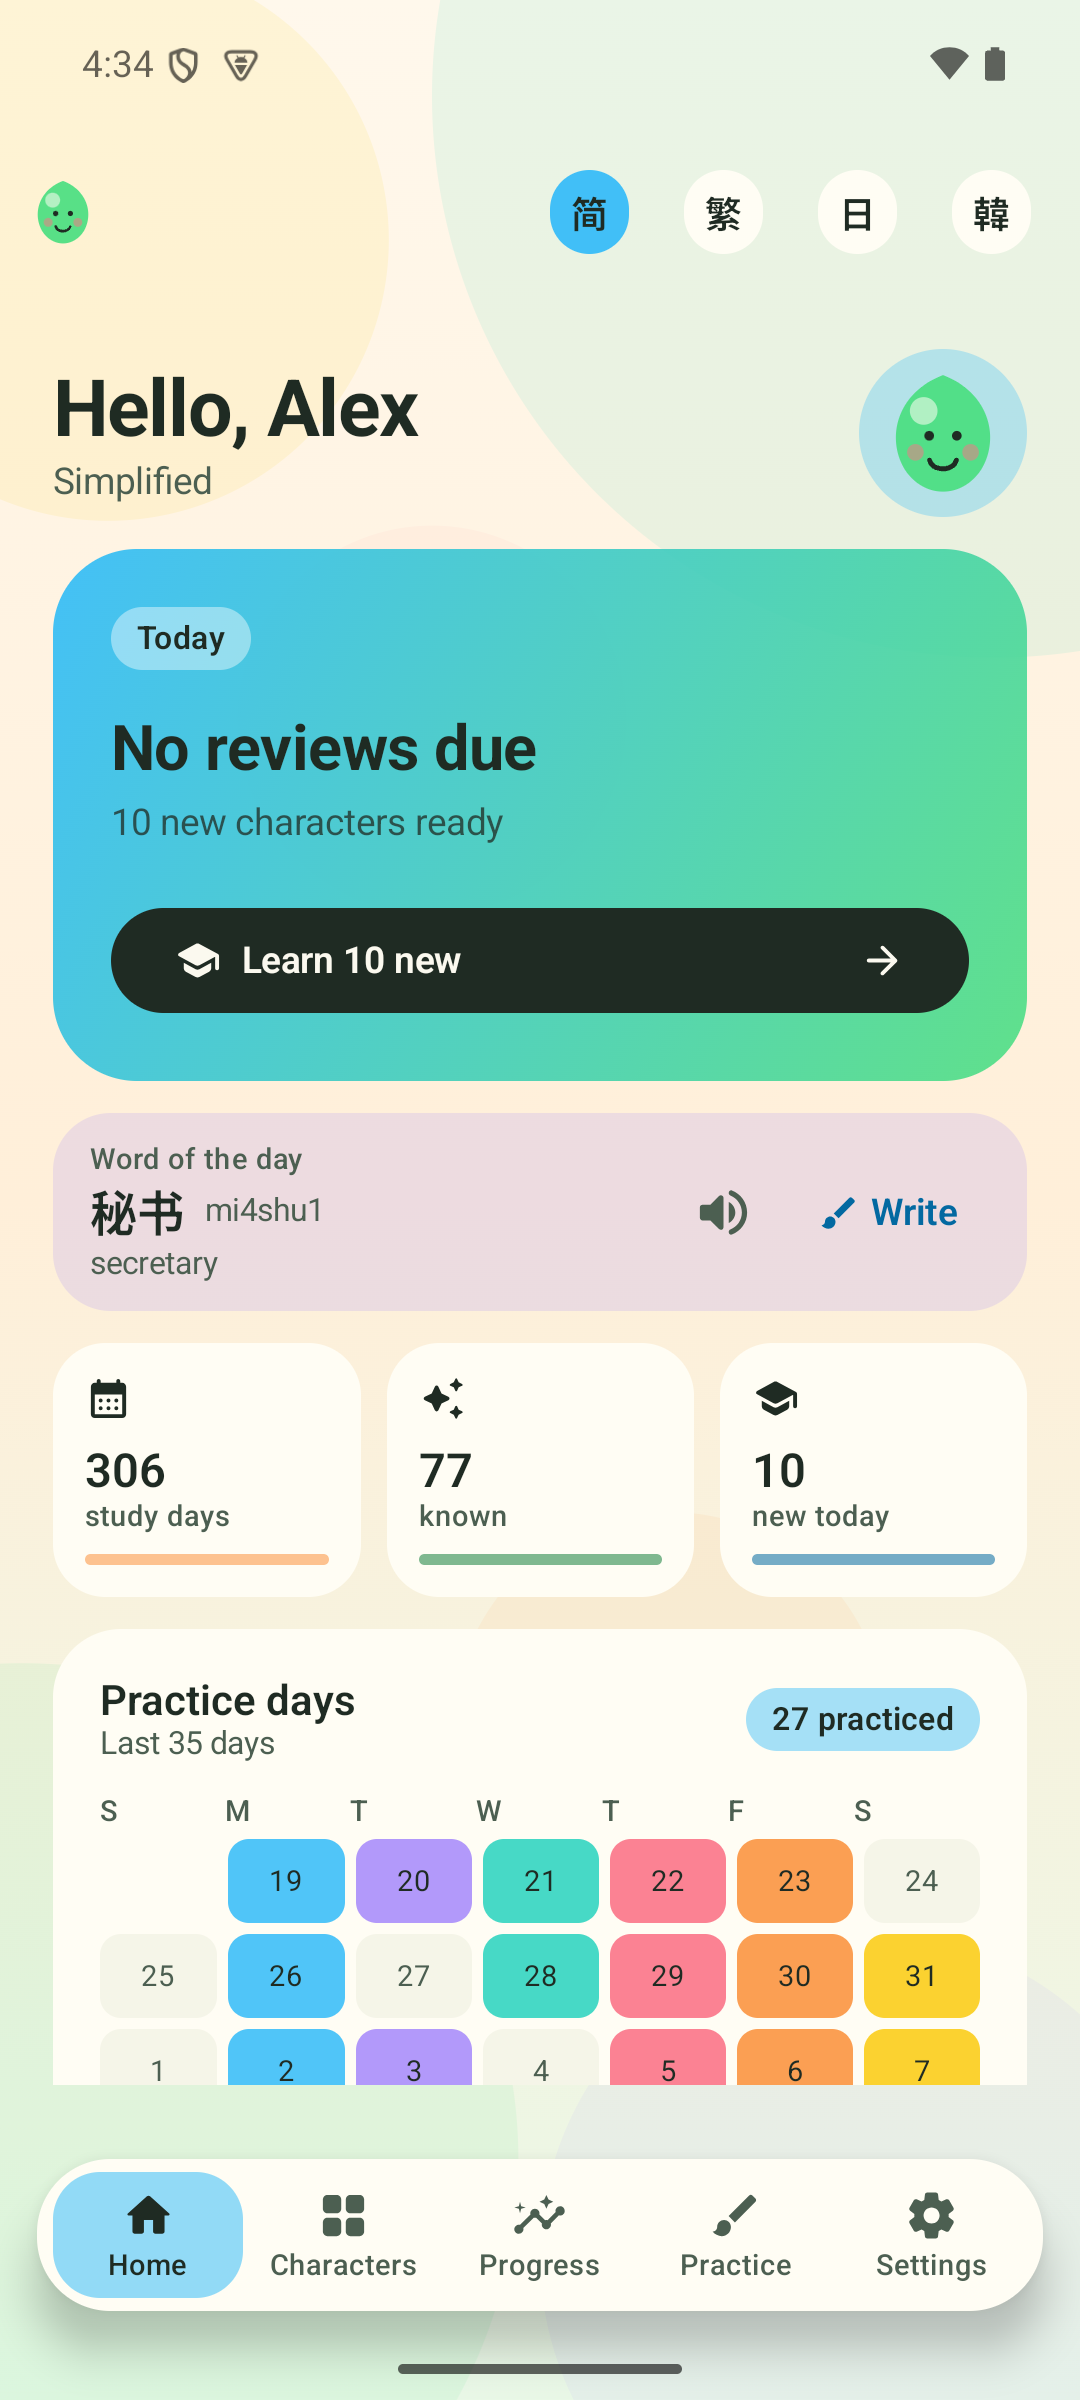 4:34
简 繁 日 韓
Hello, Alex
Simplified
Today
No reviews due
10 new characters ready
Learn 10 new
Word of the day
秘书 mi4shu1
secretary
Write
306
study days
77
known
10
new today
Practice days
Last 35 days
27 practiced
S M T W T F S
19 20 21 22 23 24
25 26 27 28 29 30 31
1 2 3 4 5 6 7
Home Characters Progress Practice Settings